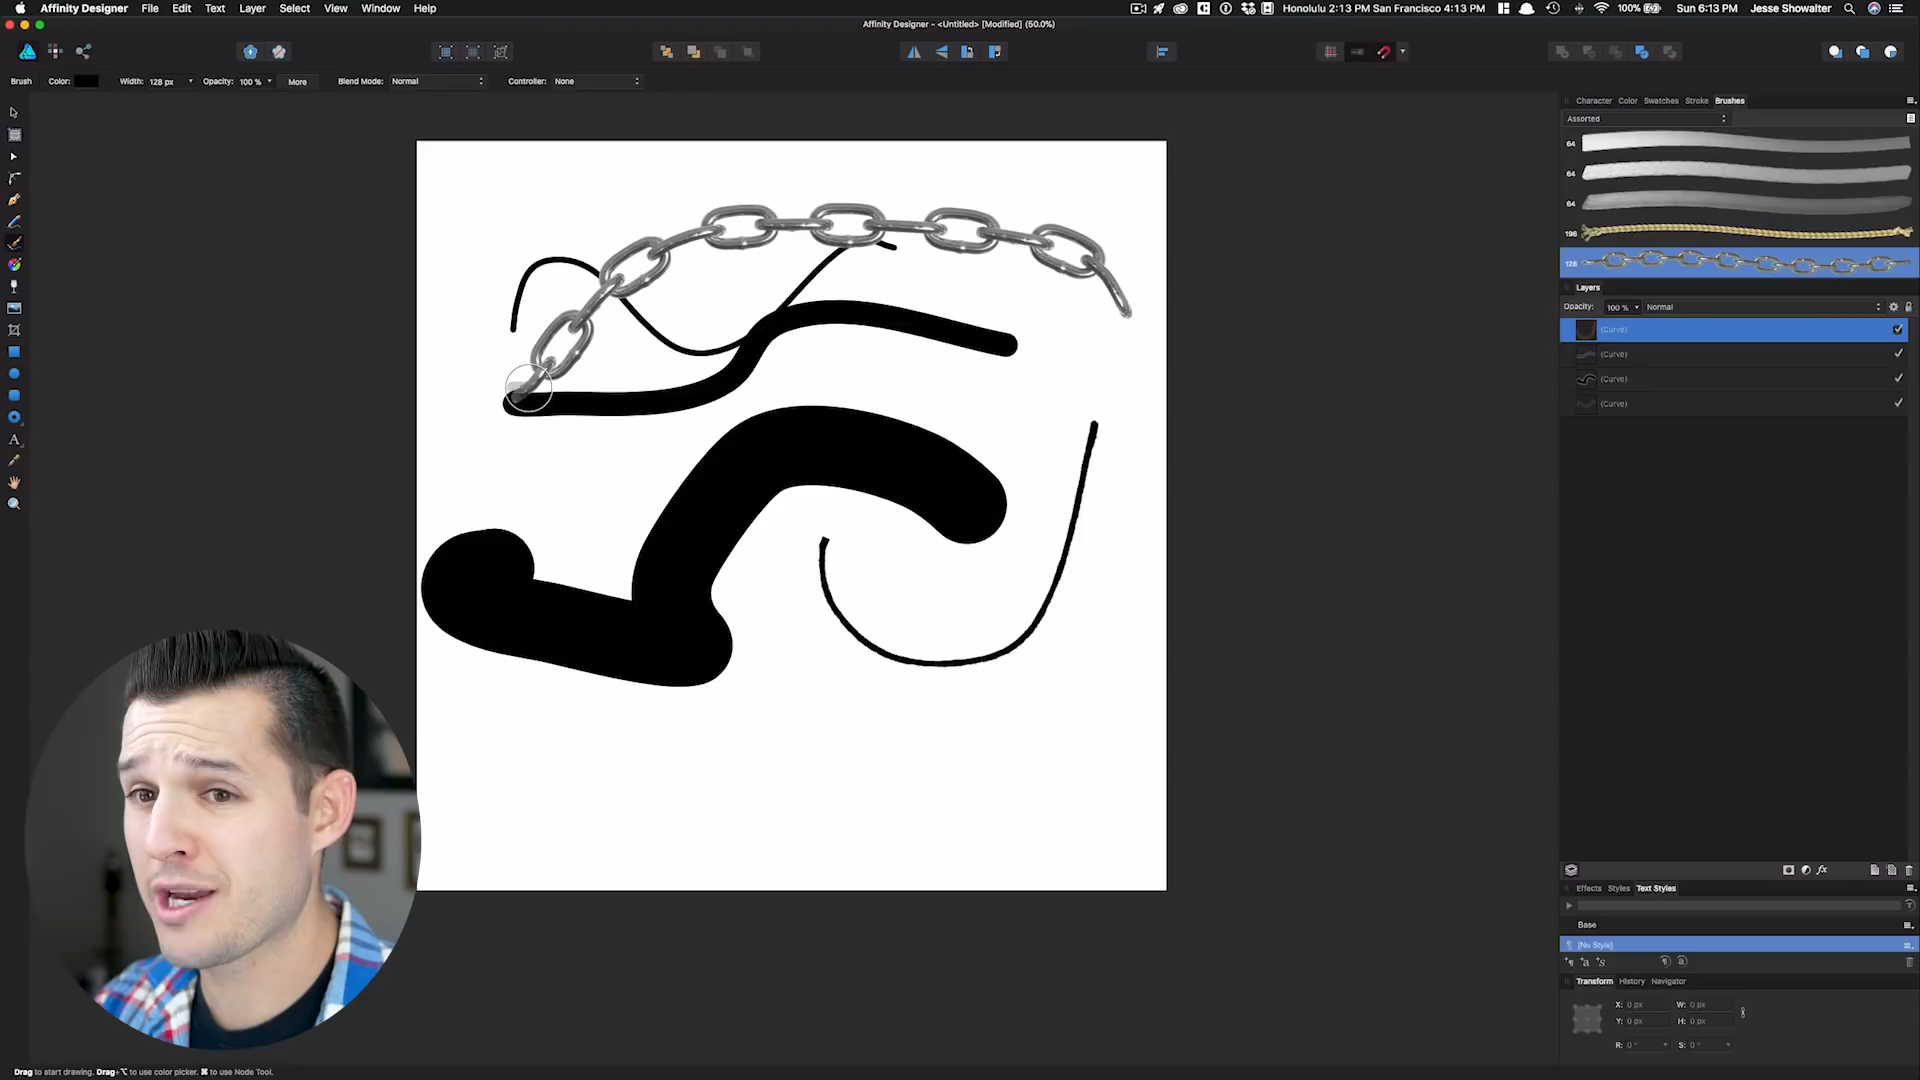 Affinity Designer File Edit Text Layer Select View Window Help Honolulu 2:13 PM San Francisco 4:13 PM 100% Sun 6:13 PM Jesse Showalter
Affinity Designer - <Untitled> [Modified] (50.0%)
Brush Color: Width: 128 px Opacity: 100 % More Blend Mode: Normal Controller: None
Character Color Swatches Stroke Brushes
Assorted
64
64
64
196
128
Layers
Opacity: 100 % Normal
(Curve)
(Curve)
(Curve)
(Curve)
Effects Styles Text Styles
Base
[No Style]
Transform History Navigator
X: 0 px W: 0 px
Y: 0 px H: 0 px
R: 0 ° S: 0 °
Drag to start drawing. Drag+⌥ to use color picker. ⌘ to use Node Tool.